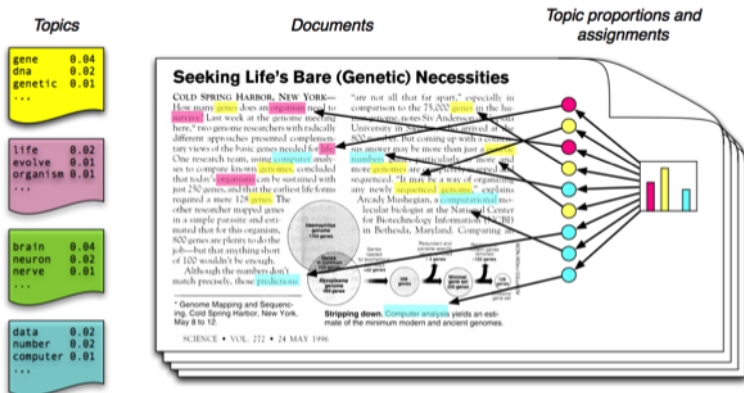 Topics
gene 0.04
dna 0.02
genetic 0.01
...
life 0.02
evolve 0.01
organism 0.01
...
brain 0.04
neuron 0.02
nerve 0.01
...
data 0.02
number 0.02
computer 0.01
...
Documents
Topic proportions and
assignments
Seeking Life's Bare (Genetic) Necessities
COLD SPRING HARBOR, NEW YORK—
How many genes does an organism need to
survive? Last week at the genome meeting
here,* two genome researchers with radically
different approaches presented complemen-
tary views of the basic genes needed for life.
One research team, using computer analy-
ses to compare known genomes, concluded
that today's organisms can be sustained with
just 250 genes, and that the earliest life forms
required a mere 128 genes. The
other researcher mapped genes
in a simple parasite and esti-
mated that for this organism,
800 genes are plenty to do the
job—but that anything short
of 100 wouldn't be enough.
Although the numbers don't
match precisely, those predictions
* Genome Mapping and Sequenc-
ing, Cold Spring Harbor, New York,
May 8 to 12.
"are not all that far apart," especially in
comparison to the 75,000 genes in the hu-
man genome, notes Siv Andersson
University in arrived at the
800 number. But coming up with a consen-
sus answer may be more than just a genetic
numbers particularly more and
more genomes are completely mapped and
sequenced. "It may be a way of organizing
any newly sequenced genome," explains
Arcady Mushegian, a computational mo-
lecular biologist at the National Center
for Biotechnology Information (NCBI)
in Bethesda, Maryland. Comparing an
Haemophilus
genome
1703 genes
Genes
in common
Mycoplasma
genome
Stripping down. Computer analysis yields an esti-
mate of the minimum modern and ancient genomes.
SCIENCE • VOL. 272 • 24 MAY 1996